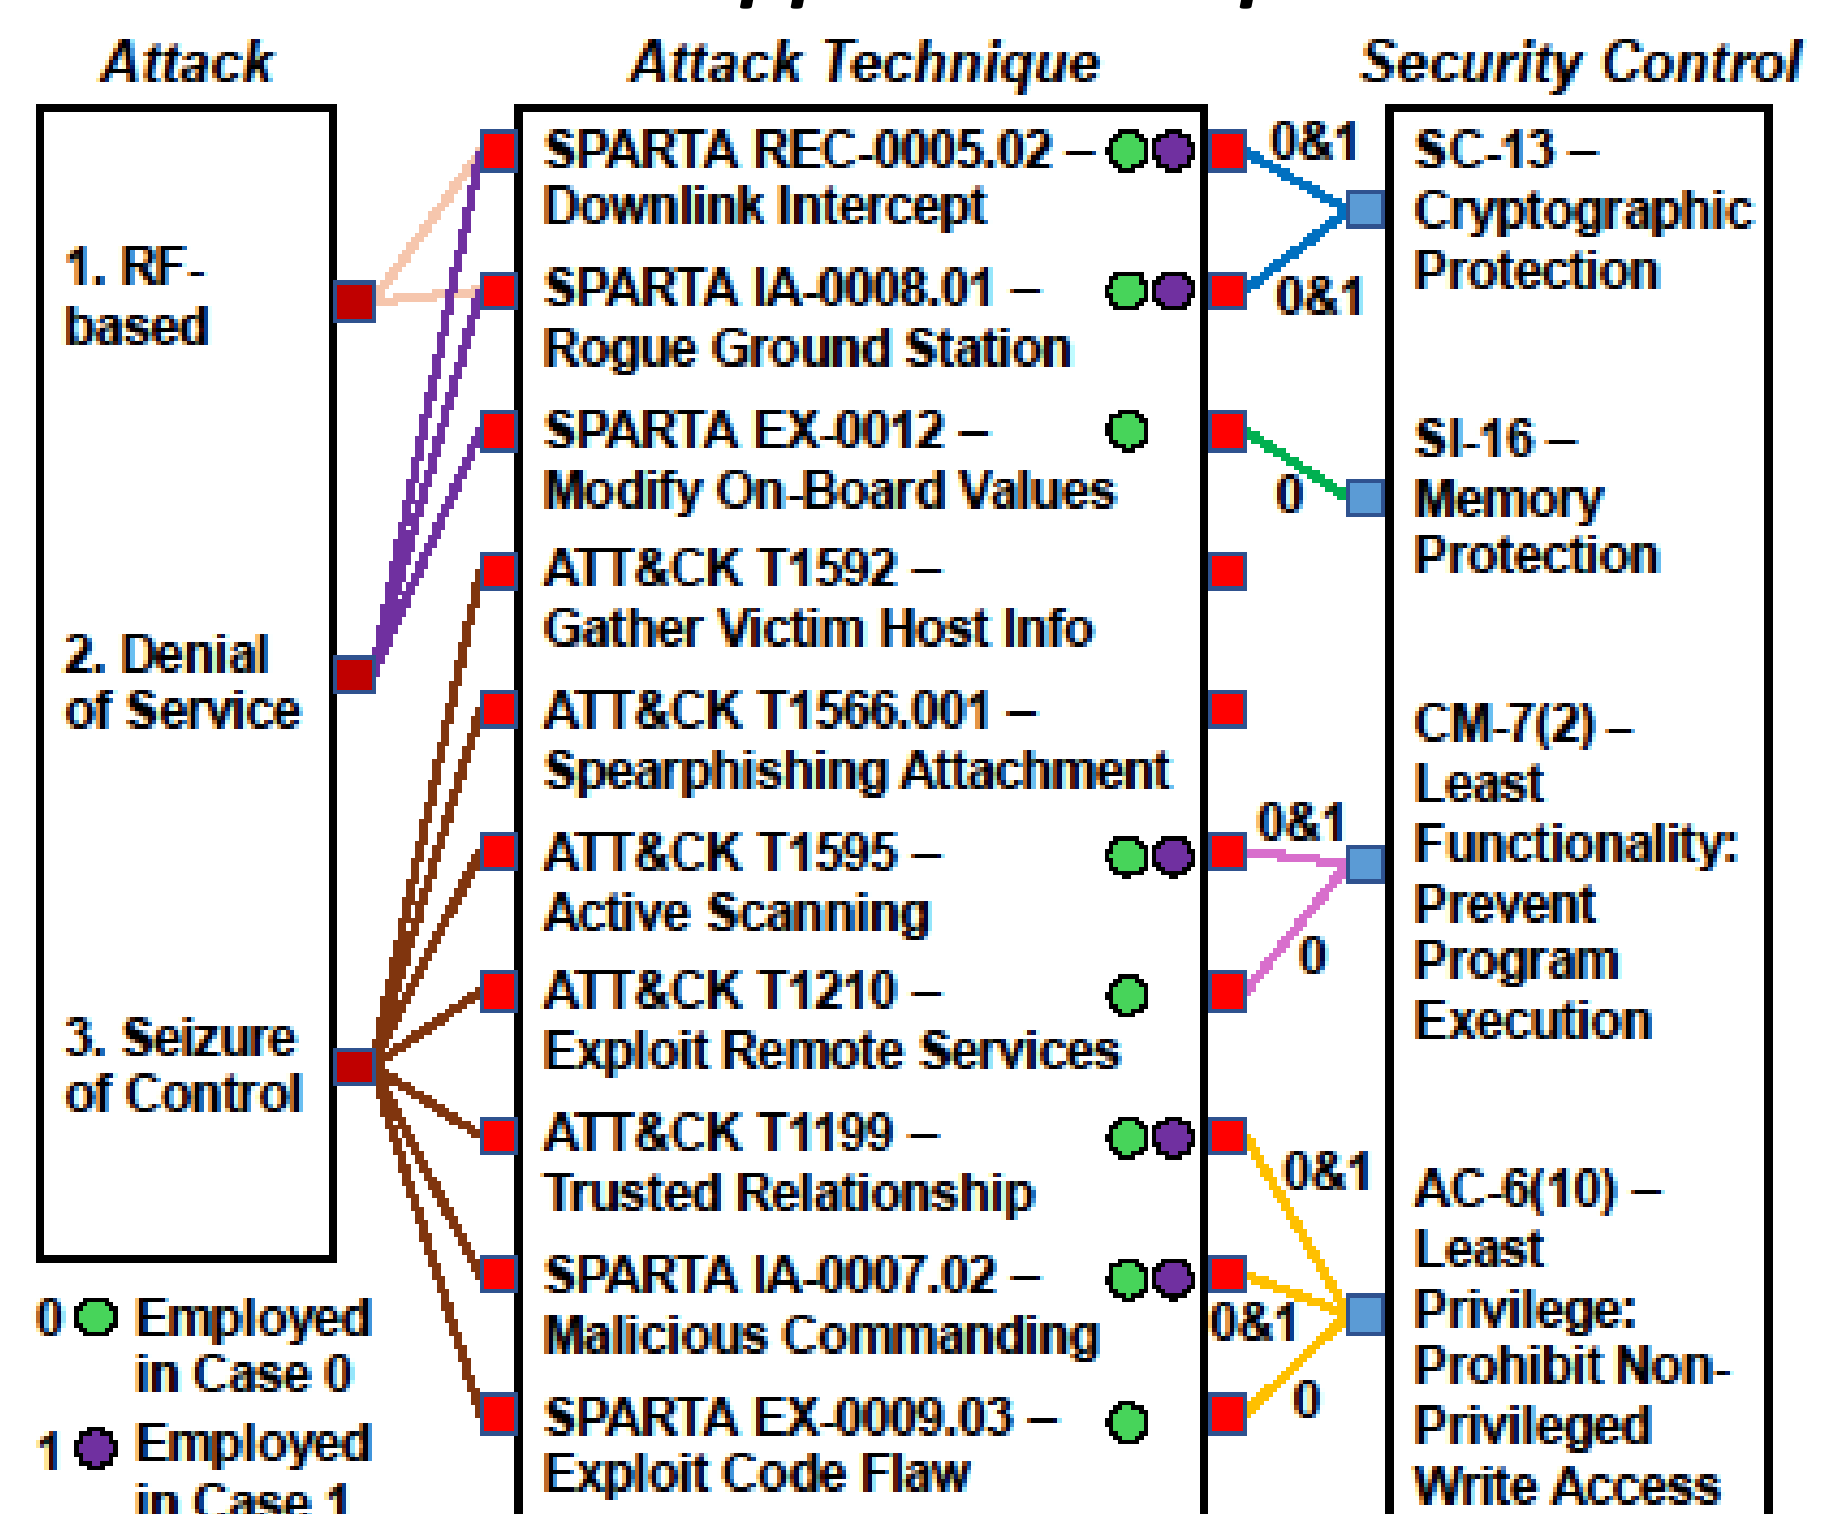 Attack
Attack Technique
Security Control
1. RF-
based
2. Denial
of Service
3. Seizure
of Control
0 Employed
in Case 0
1 Employed
in Case 1
SPARTA REC-0005.02 –
Downlink Intercept
SPARTA IA-0008.01 –
Rogue Ground Station
SPARTA EX-0012 –
Modify On-Board Values
ATT&CK T1592 –
Gather Victim Host Info
ATT&CK T1566.001 –
Spearphishing Attachment
ATT&CK T1595 –
Active Scanning
ATT&CK T1210 –
Exploit Remote Services
ATT&CK T1199 –
Trusted Relationship
SPARTA IA-0007.02 –
Malicious Commanding
SPARTA EX-0009.03 –
Exploit Code Flaw
0&1
0&1
0
0&1
0
0&1
0&1
0
SC-13 –
Cryptographic
Protection
SI-16 –
Memory
Protection
CM-7(2) –
Least
Functionality:
Prevent
Program
Execution
AC-6(10) –
Least
Privilege:
Prohibit Non-
Privileged
Write Access